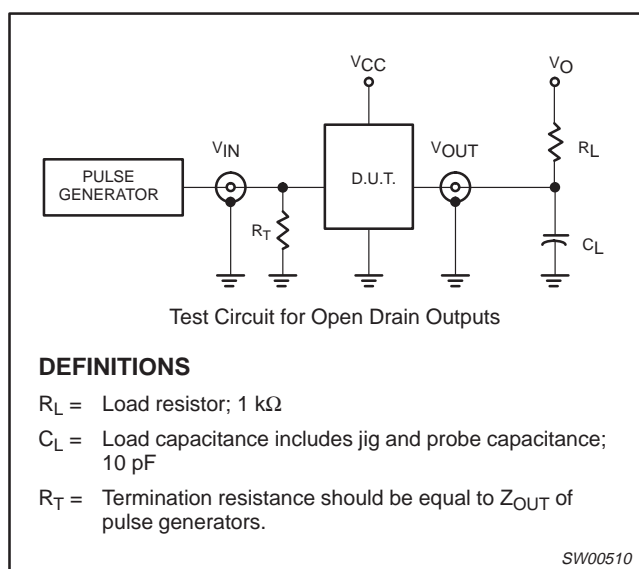 VCC
VO
VIN
VOUT
RL
PULSE
GENERATOR
D.U.T.
RT
CL
Test Circuit for Open Drain Outputs
DEFINITIONS
RL = Load resistor; 1 kΩ
CL = Load capacitance includes jig and probe capacitance;
10 pF
RT = Termination resistance should be equal to ZOUT of
pulse generators.
SW00510